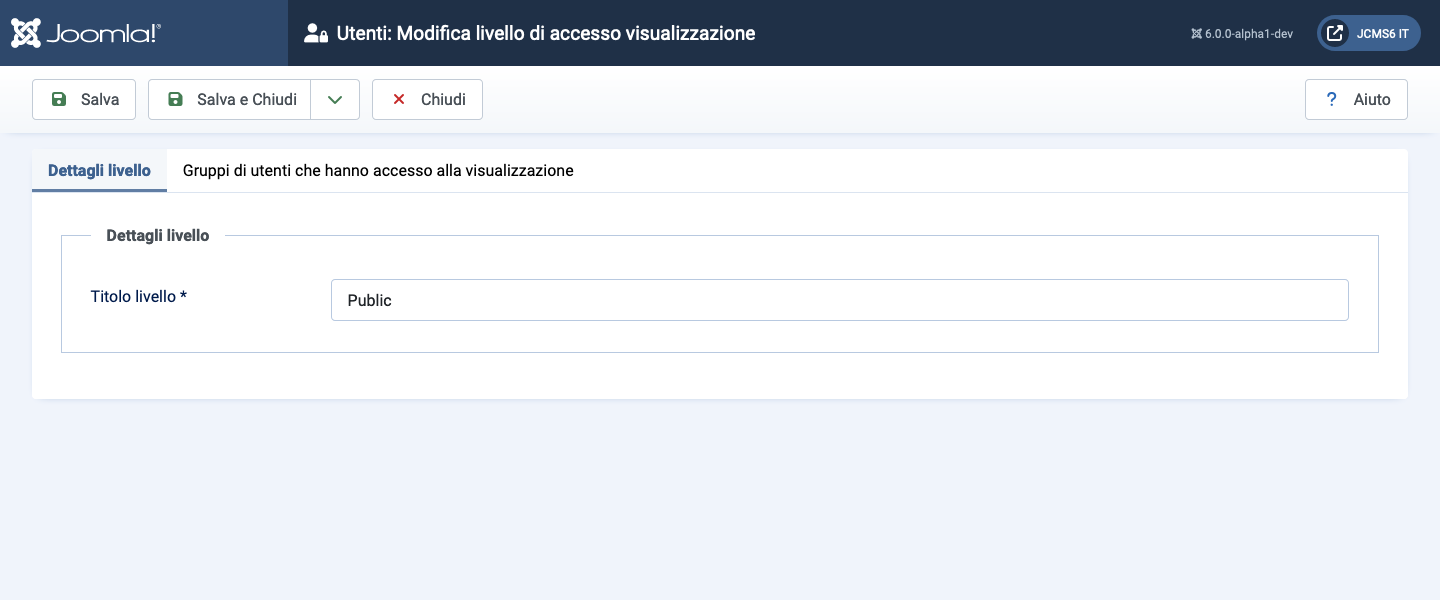 Joomla!®
Utenti: Modifica livello di accesso visualizzazione
6.0.0-alpha1-dev
JCMS6 IT
Salva
Salva e Chiudi
Chiudi
? Aiuto
Dettagli livello
Gruppi di utenti che hanno accesso alla visualizzazione
Dettagli livello
Titolo livello *
Public